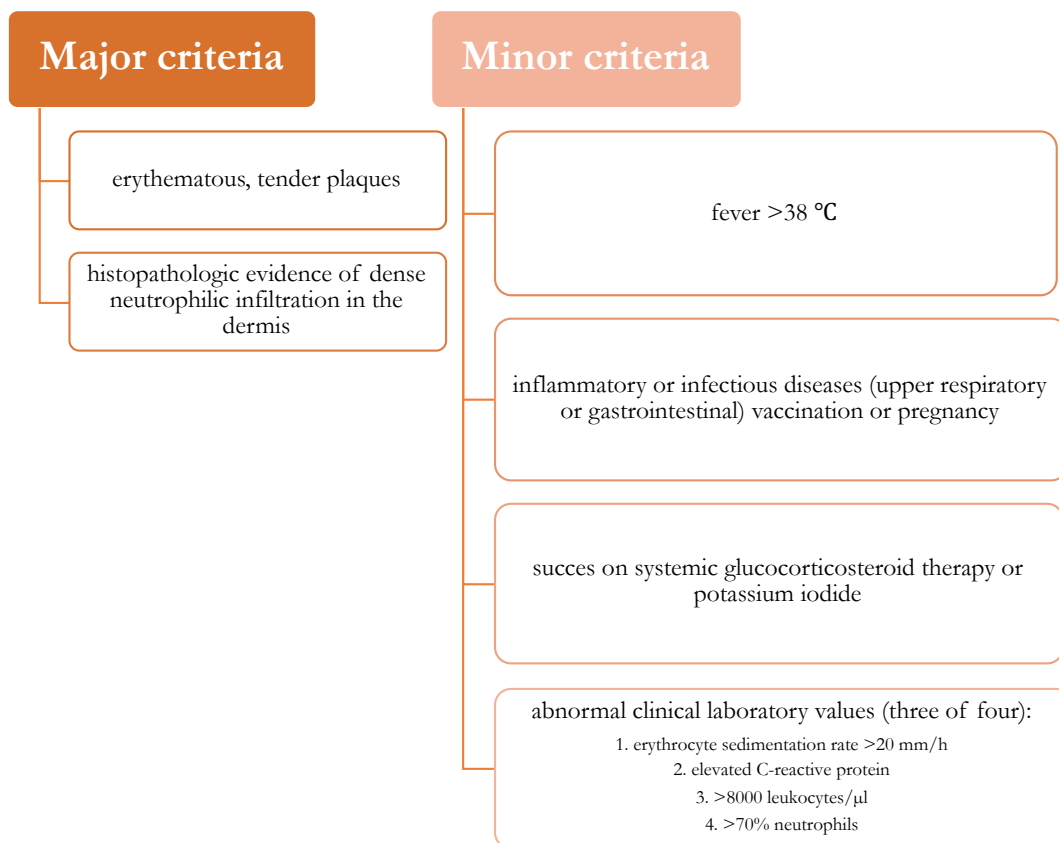 Major criteria
erythematous, tender plaques
histopathologic evidence of dense
neutrophilic infiltration in the
dermis
Minor criteria
fever >38 ℃
inflammatory or infectious diseases (upper respiratory
or gastrointestinal) vaccination or pregnancy
succes on systemic glucocorticosteroid therapy or
potassium iodide
abnormal clinical laboratory values (three of four):
1. erythrocyte sedimentation rate >20 mm/h
2. elevated C-reactive protein
3. >8000 leukocytes/μl
4. >70% neutrophils